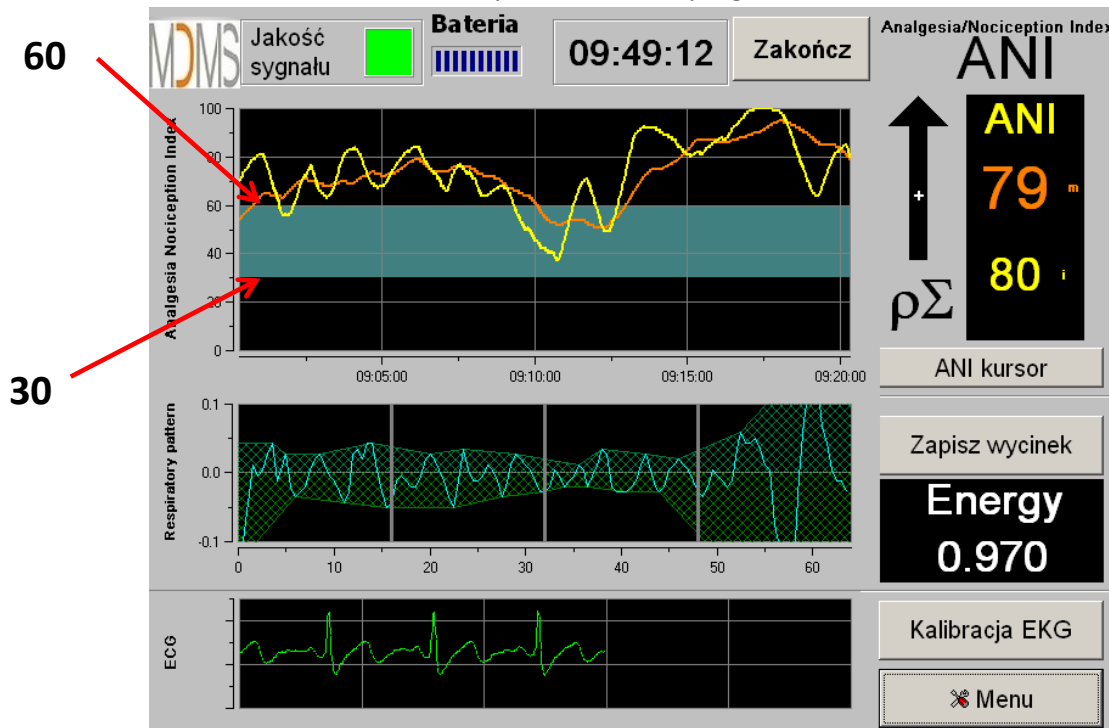 60
30
MDMS
Jakość
sygnału
Bateria
09:49:12
Zakończ
Analgesia/Nociception Index
ANI
Analgesia Nociception Index
100
80
60
40
20
0
09:05:00 09:10:00 09:15:00 09:20:00
ANI
79 m
80 i
ρΣ
+
ANI kursor
Respiratory pattern
0.1
0.0
-0.1
0 10 20 30 40 50 60
Zapisz wycinek
Energy
0.970
ECG
Kalibracja EKG
Menu